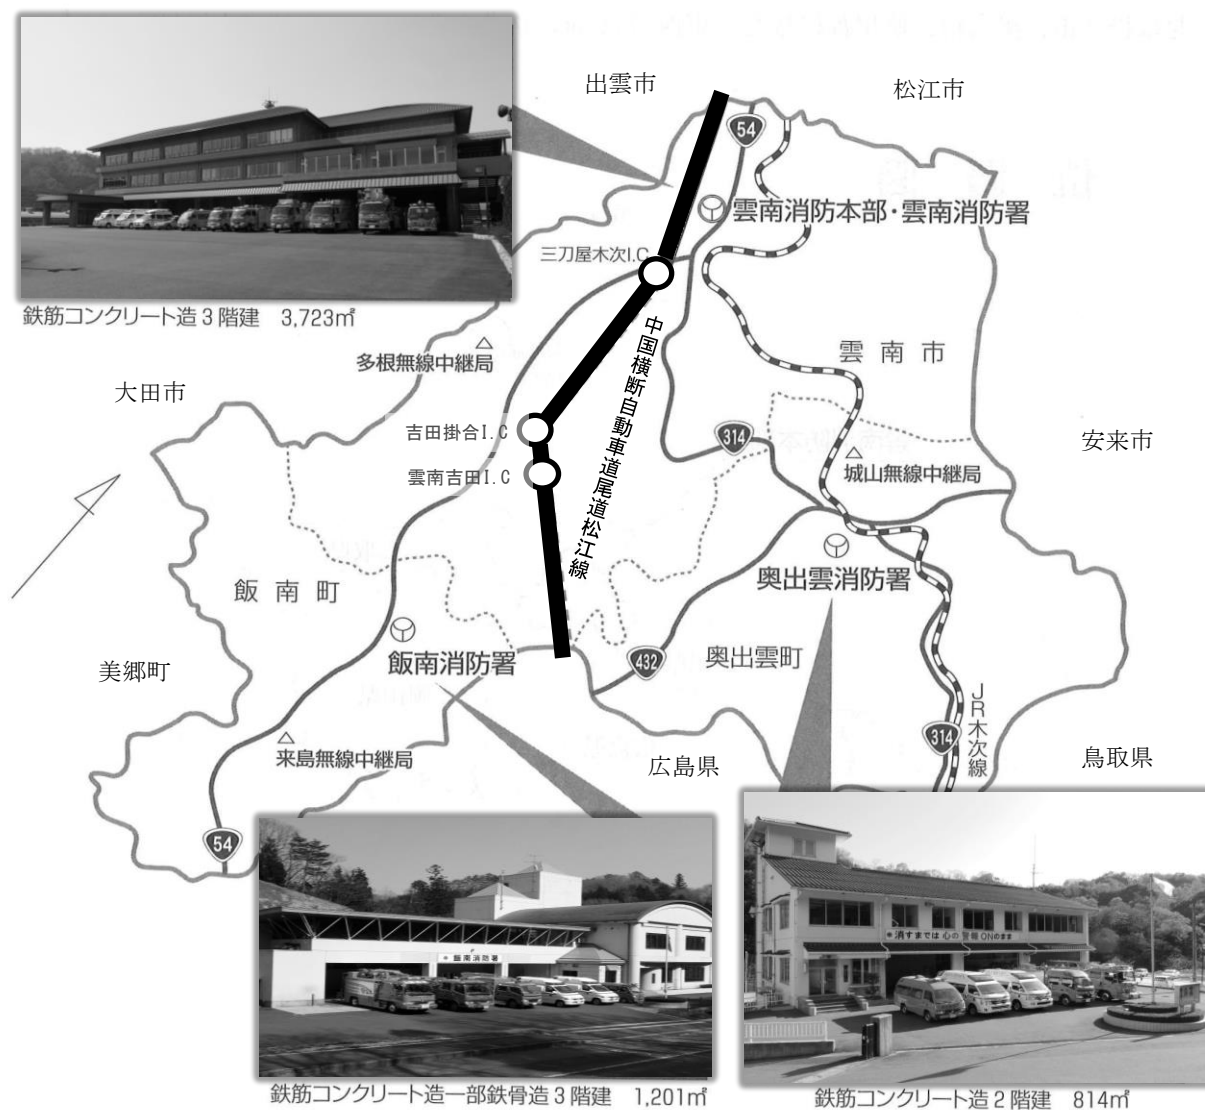 出雲市
松江市
54
雲南消防本部・雲南消防署
三刀屋木次I.C
鉄筋コンクリート造3階建 3,723㎡
中国横断自動車道尾道松江線
多根無線中継局
雲南市
大田市
吉田掛合I.C
314
安来市
雲南吉田I.C
城山無線中継局
奥出雲消防署
飯南町
飯南消防署
432
奥出雲町
美郷町
JR木次線
314
来島無線中継局
広島県
鳥取県
54
飯南消防署
消すまでは 心の 警報 ONのまま
鉄筋コンクリート造一部鉄骨造3階建 1,201㎡
鉄筋コンクリート造2階建 814㎡